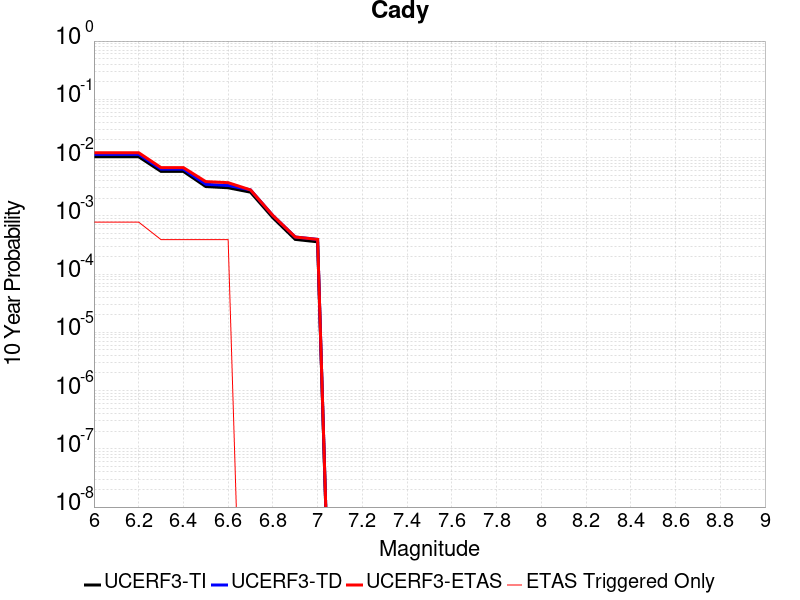 Cady
10 0
10 -1
10 -2
10 -3
10 -4
10 -5
10 -6
10 -7
10 -8
10 Year Probability
6 6.2 6.4 6.6 6.8 7 7.2 7.4 7.6 7.8 8 8.2 8.4 8.6 8.8 9
Magnitude
UCERF3-TI UCERF3-TD UCERF3-ETAS ETAS Triggered Only